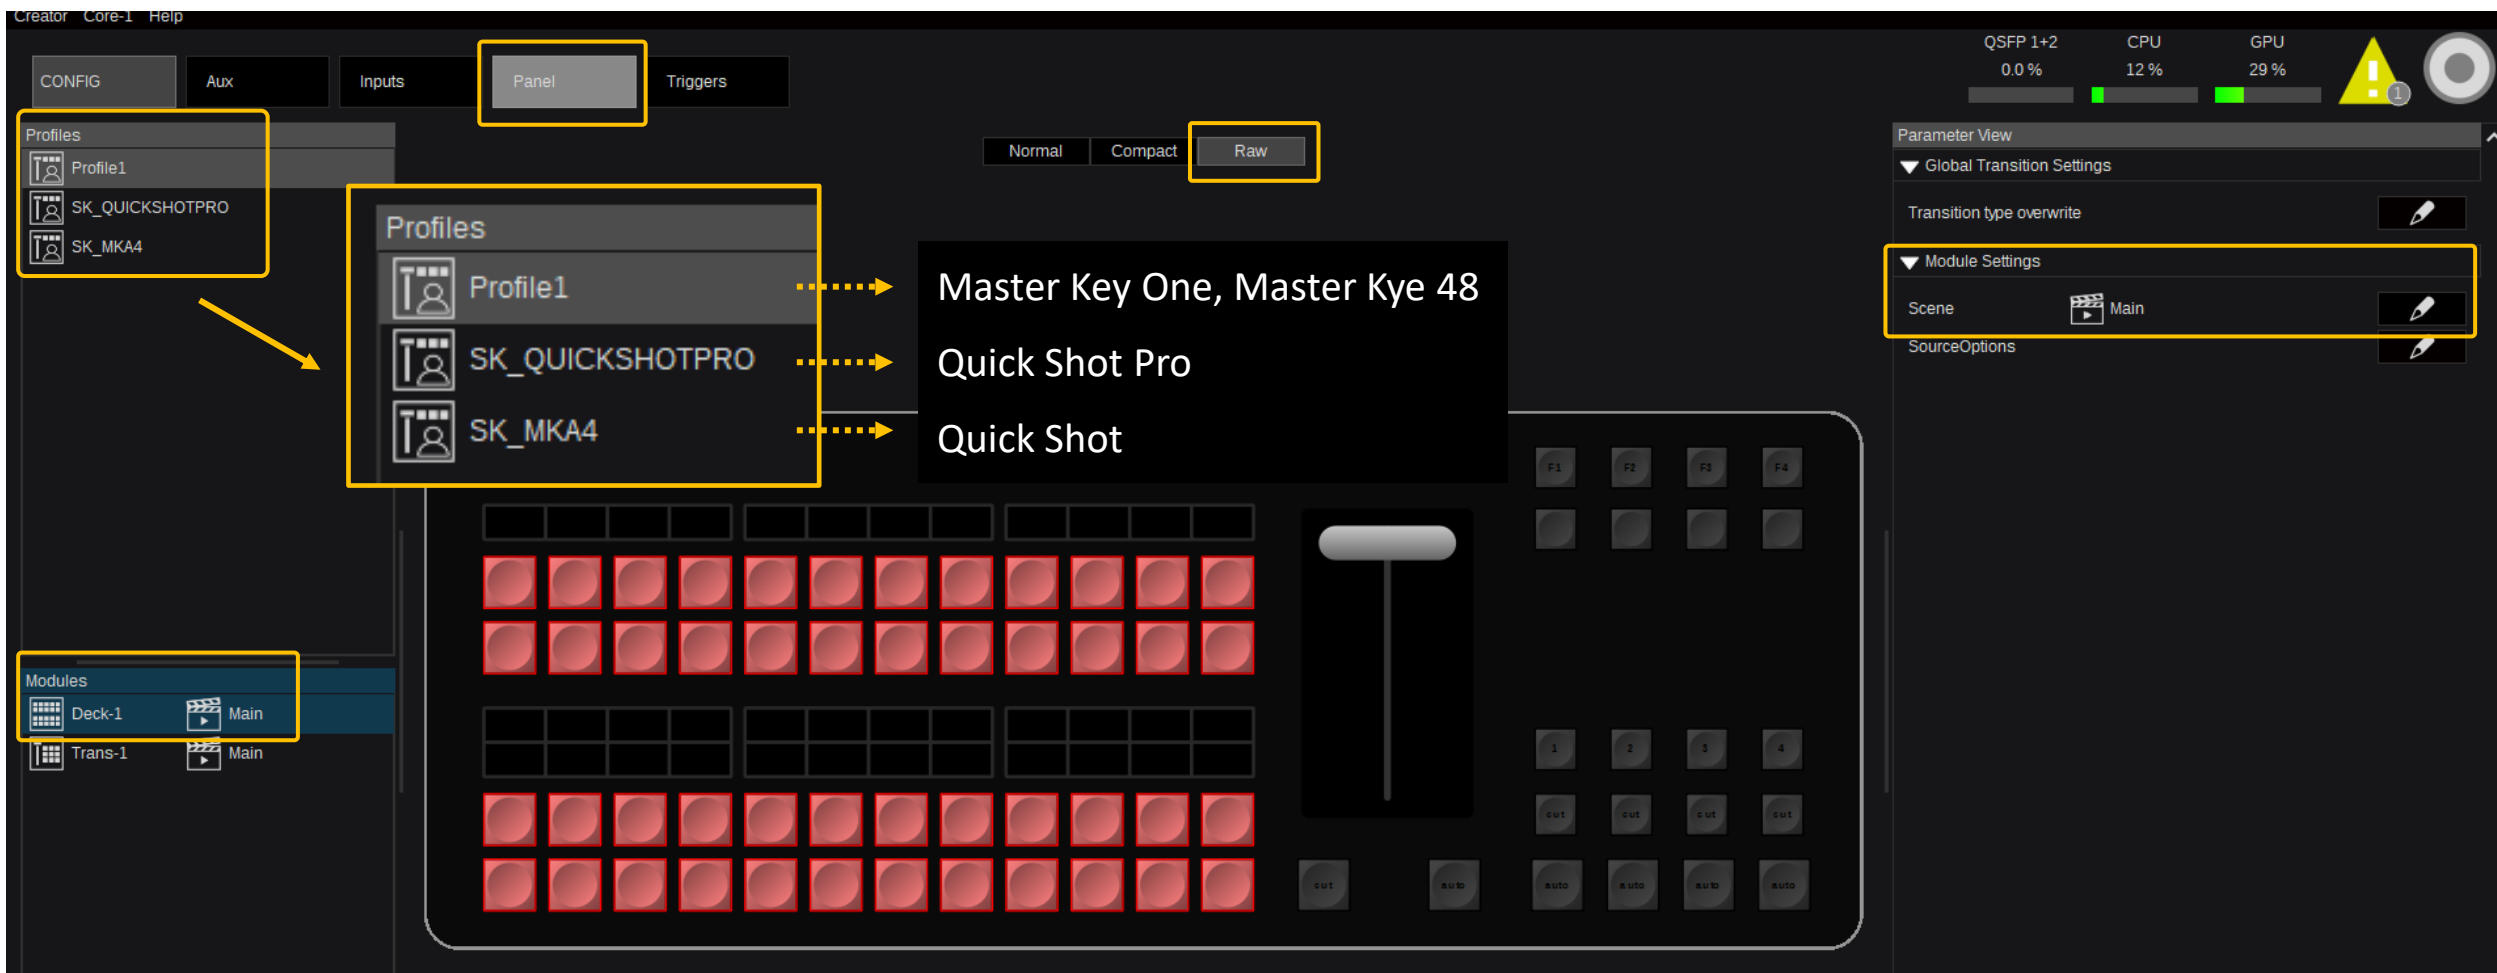 Creator Core-1 Help
QSFP 1+2 CPU GPU
0.0 % 12 % 29 %
1
CONFIG Aux Inputs Panel Triggers
Profiles
Profile1
SK_QUICKSHOTPRO
SK_MKA4
Normal Compact Raw
Parameter View
Global Transition Settings
Transition type overwrite
Module Settings
Scene Main
SourceOptions
Profiles
Profile1
SK_QUICKSHOTPRO
SK_MKA4
Master Key One, Master Kye 48
Quick Shot Pro
Quick Shot
F1 F2 F3 F4
Modules
Deck-1 Main
Trans-1 Main
1 2 3 4
cut cut cut cut
cut auto auto auto auto auto